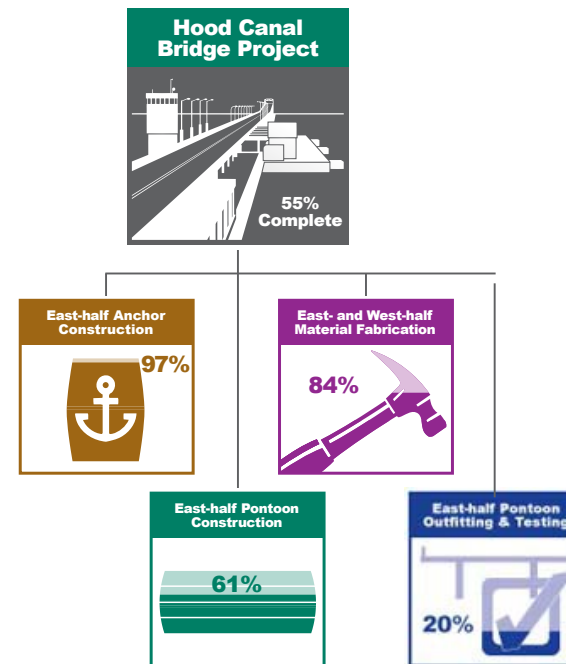 Hood Canal
Bridge Project
55%
Complete
East-half Anchor
Construction
97%
East- and West-half
Material Fabrication
84%
East-half Pontoon
Construction
61%
East-half Pontoon
Outfitting & Testing
20%